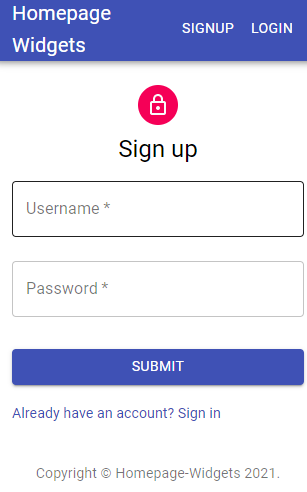 Homepage
Widgets
SIGNUP LOGIN
Sign up
Username *
Password *
SUBMIT
Already have an account? Sign in
Copyright © Homepage-Widgets 2021.